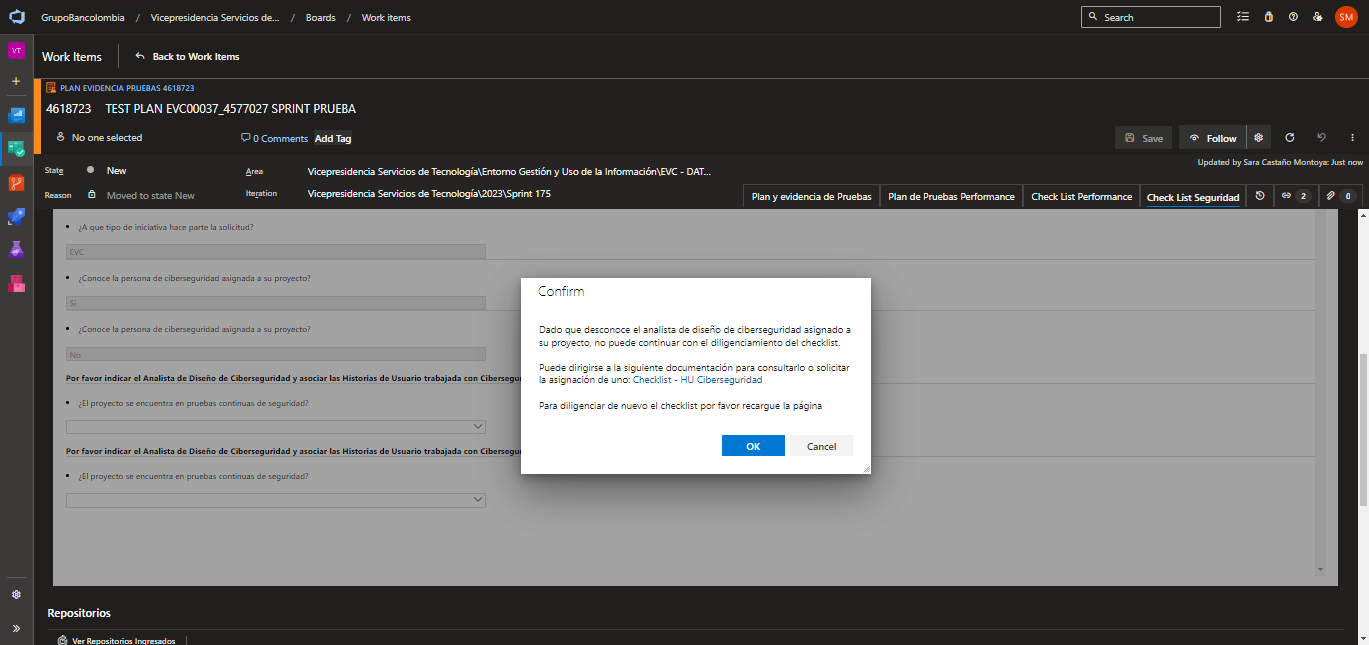 GrupoBancolombia / Vicepresidencia Servicios de... / Boards / Work items
Search
SM
VT
Work Items
Back to Work Items
PLAN EVIDENCIA PRUEBAS 4618723
4618723 TEST PLAN EVC00037_4577027 SPRINT PRUEBA
No one selected
0 Comments
Add Tag
Save
Follow
Updated by Sara Castaño Montoya: Just now
State New
Area Vicepresidencia Servicios de Tecnología\Entorno Gestión y Uso de la Información\EVC - DAT...
Reason Moved to state New
Iteration Vicepresidencia Servicios de Tecnología\2023\Sprint 175
Plan y evidencia de Pruebas
Plan de Pruebas Performance
Check List Performance
Check List Seguridad
2
0
• ¿A que tipo de iniciativa hace parte la solicitud?
EVC
• ¿Conoce la persona de ciberseguridad asignada a su proyecto?
Si
• ¿Conoce la persona de ciberseguridad asignada a su proyecto?
No
Por favor indicar el Analista de Diseño de Ciberseguridad y asociar las Historias de Usuario trabajada con Cibersegu
• ¿El proyecto se encuentra en pruebas continuas de seguridad?
Por favor indicar el Analista de Diseño de Ciberseguridad y asociar las Historias de Usuario trabajada con Cibersegu
• ¿El proyecto se encuentra en pruebas continuas de seguridad?
Confirm
Dado que desconoce el analista de diseño de ciberseguridad asignado a
su proyecto, no puede continuar con el diligenciamiento del checklist.
Puede dirigirse a la siguiente documentación para consultarlo o solicitar
la asignación de uno: Checklist - HU Ciberseguridad
Para diligenciar de nuevo el checklist por favor recargue la página
OK
Cancel
Repositorios
Ver Repositorios Ingresados